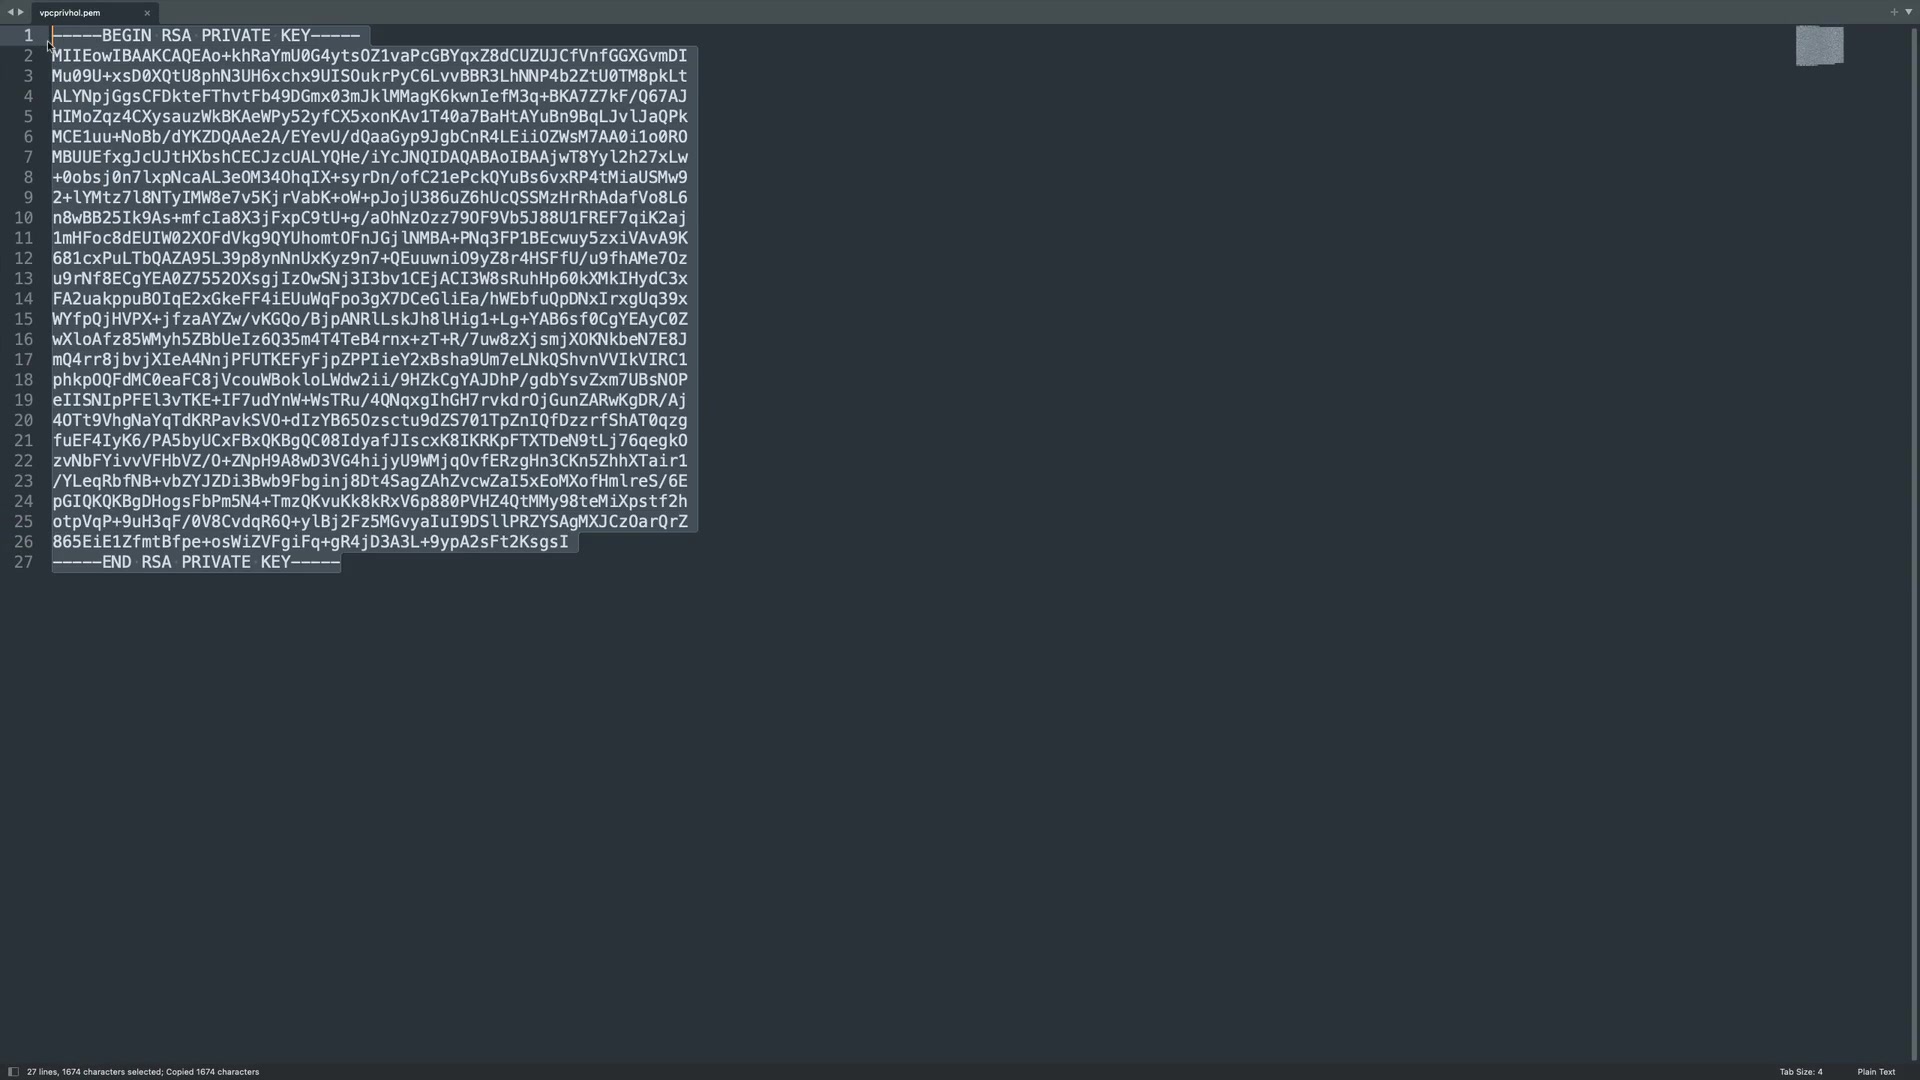 vpcprivhol.pem
1 -----BEGIN RSA PRIVATE KEY-----
2 MIIEowIBAAKCAQEAo+khRaYmU0G4ytsOZ1vaPcGBYqxZ8dCUZUJCfVnfGGXGvmDI
3 Mu09U+xsD0XQtU8phN3UH6xchx9UISOukrPyC6LvvBBR3LhNNP4b2ZtU0TM8pkLt
4 ALYNpjGgsCFDkteFThvtFb49DGmx03mJklMMagK6kwnIefM3q+BKA7Z7kF/Q67AJ
5 HIMoZqz4CXysauzWkBKAeWPy52yfCX5xonKAv1T40a7BaHtAYuBn9BqLJvlJaQPk
6 MCE1uu+NoBb/dYKZDQAAe2A/EYevU/dQaaGyp9JgbCnR4LEiiOZWsM7AA0i1o0RO
7 MBUUEfxgJcUJtHXbshCECJzcUALYQHe/iYcJNQIDAQABAoIBAAjwT8Yyl2h27xLw
8 +0obsj0n7lxpNcaAL3eOM34OhqIX+syrDn/ofC21ePckQYuBs6vxRP4tMiaUSMw9
9 2+lYMtz7l8NTyIMW8e7v5KjrVabK+oW+pJojU386uZ6hUcQSSMzHrRhAdafVo8L6
10 n8wBB25Ik9As+mfcIa8X3jFxpC9tU+g/aOhNzOzz79OF9Vb5J88U1FREF7qiK2aj
11 1mHFoc8dEUIW02XOFdVkg9QYUhomtOFnJGjlNMBA+PNq3FP1BEcwuy5zxiVAvA9K
12 681cxPuLTbQAZA95L39p8ynNnUxKyz9n7+QEuuwniO9yZ8r4HSFfU/u9fhAMe7Oz
13 u9rNf8ECgYEA0Z7552OXsgjIzOwSNj3I3bv1CEjACI3W8sRuhHp60kXMkIHydC3x
14 FA2uakppuBOIqE2xGkeFF4iEUuWqFpo3gX7DCeGliEa/hWEbfuQpDNxIrxgUq39x
15 WYfpQjHVPX+jfzaAYZw/vKGQo/BjpANRlLskJh8lHig1+Lg+YAB6sf0CgYEAyC0Z
16 wXloAfz85WMyh5ZBbUeIz6Q35m4T4TeB4rnx+zT+R/7uw8zXjsmjXOKNkbeN7E8J
17 mQ4rr8jbvjXIeA4NnjPFUTKEFyFjpZPPIieY2xBsha9Um7eLNkQShvnVVIkVIRC1
18 phkpOQFdMC0eaFC8jVcouWBokloLWdw2ii/9HZkCgYAJDhP/gdbYsvZxm7UBsNOP
19 eIISNIpPFEl3vTKE+IF7udYnW+WsTRu/4QNqxgIhGH7rvkdrOjGunZARwKgDR/Aj
20 4OTt9VhgNaYqTdKRPavkSVO+dIzYB65Ozsctu9dZS701TpZnIQfDzzrfShAT0qzg
21 fuEF4IyK6/PA5byUCxFBxQKBgQC08IdyafJIscxK8IKRKpFTXTDeN9tLj76qegkO
22 zvNbFYivvVFHbVZ/O+ZNpH9A8wD3VG4hijyU9WMjqOvfERzgHn3CKn5ZhhXTair1
23 /YLeqRbfNB+vbZYJZDi3Bwb9Fbginj8Dt4SagZAhZvcwZaI5xEoMXofHmlreS/6E
24 pGIQKQKBgDHogsFbPm5N4+TmzQKvuKk8kRxV6p880PVHZ4QtMMy98teMiXpstf2h
25 otpVqP+9uH3qF/0V8CvdqR6Q+ylBj2Fz5MGvyaIuI9DSllPRZYSAgMXJCzOarQrZ
26 865EiE1ZfmtBfpe+osWiZVFgiFq+gR4jD3A3L+9ypA2sFt2KsgsI
27 -----END RSA PRIVATE KEY-----
27 lines, 1674 characters selected; Copied 1674 characters
Tab Size: 4
Plain Text